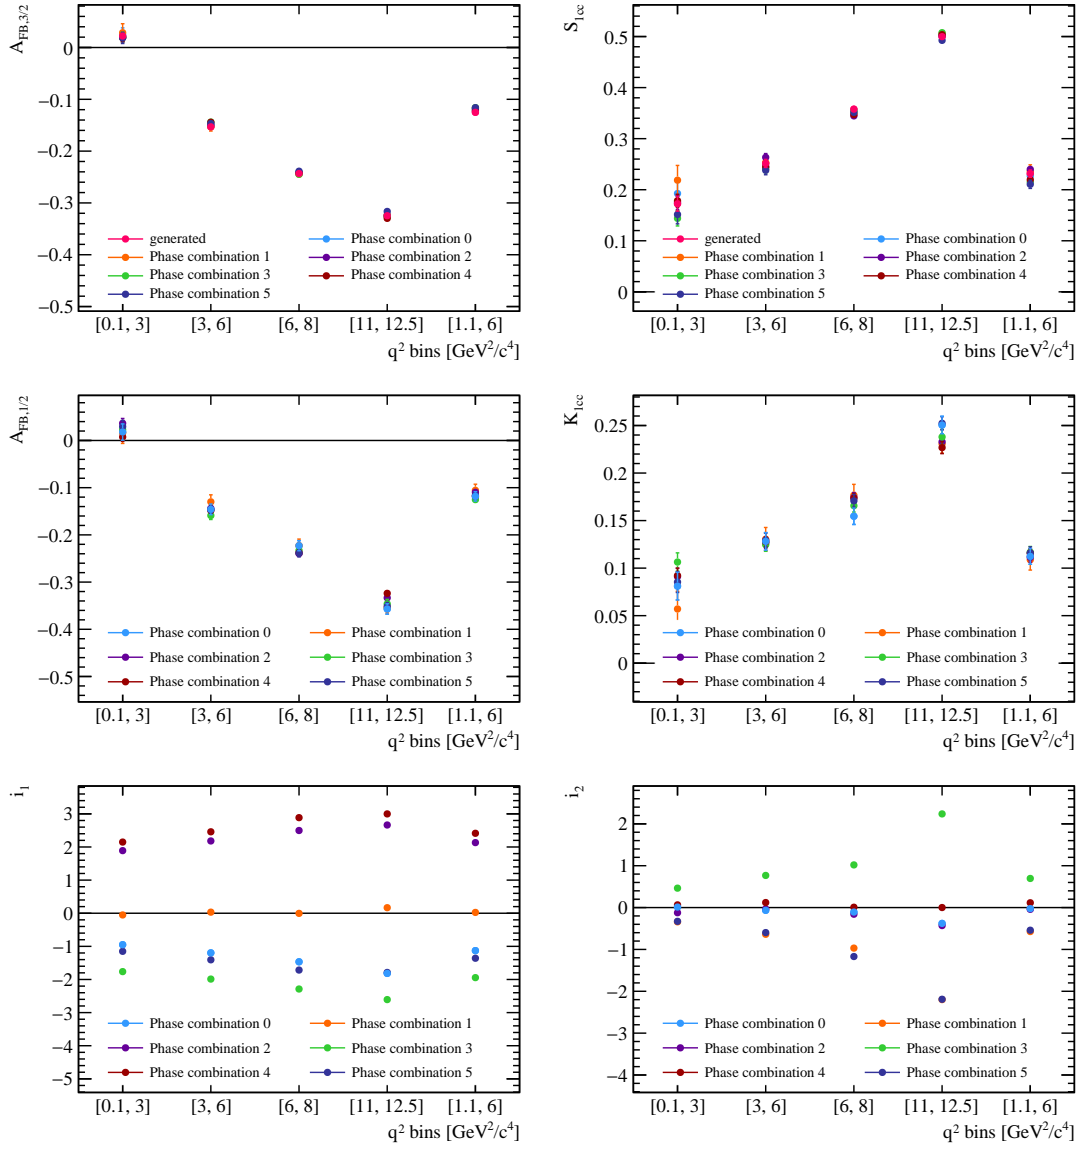 A_FB,3/2
0
−0.1
−0.2
−0.3
−0.4
−0.5
generated
Phase combination 0
Phase combination 1
Phase combination 2
Phase combination 3
Phase combination 4
Phase combination 5
[0.1, 3] [3, 6] [6, 8] [11, 12.5] [1.1, 6]
q² bins [GeV²/c⁴]
S_1cc
0.5
0.4
0.3
0.2
0.1
0
generated
Phase combination 0
Phase combination 1
Phase combination 2
Phase combination 3
Phase combination 4
Phase combination 5
[0.1, 3] [3, 6] [6, 8] [11, 12.5] [1.1, 6]
q² bins [GeV²/c⁴]
A_FB,1/2
0
−0.1
−0.2
−0.3
−0.4
−0.5
Phase combination 0
Phase combination 1
Phase combination 2
Phase combination 3
Phase combination 4
Phase combination 5
[0.1, 3] [3, 6] [6, 8] [11, 12.5] [1.1, 6]
q² bins [GeV²/c⁴]
K_1cc
0.25
0.2
0.15
0.1
0.05
0
Phase combination 0
Phase combination 1
Phase combination 2
Phase combination 3
Phase combination 4
Phase combination 5
[0.1, 3] [3, 6] [6, 8] [11, 12.5] [1.1, 6]
q² bins [GeV²/c⁴]
i_1
3
2
1
0
−1
−2
−3
−4
−5
Phase combination 0
Phase combination 1
Phase combination 2
Phase combination 3
Phase combination 4
Phase combination 5
[0.1, 3] [3, 6] [6, 8] [11, 12.5] [1.1, 6]
q² bins [GeV²/c⁴]
i_2
2
1
0
−1
−2
−3
−4
Phase combination 0
Phase combination 1
Phase combination 2
Phase combination 3
Phase combination 4
Phase combination 5
[0.1, 3] [3, 6] [6, 8] [11, 12.5] [1.1, 6]
q² bins [GeV²/c⁴]